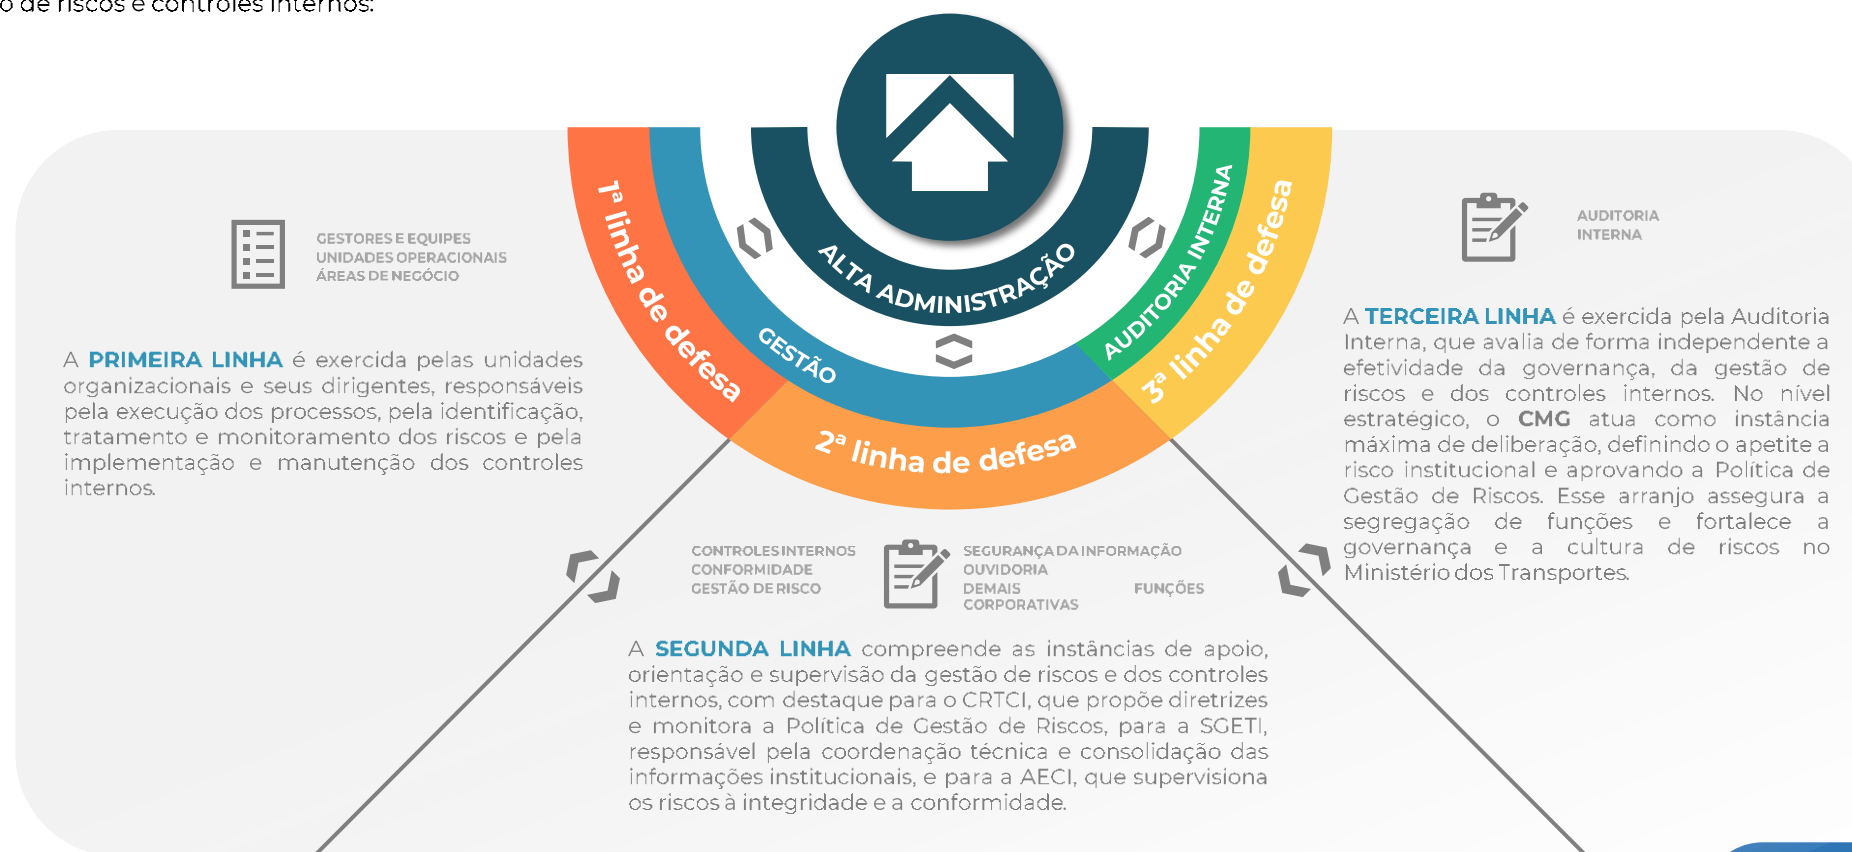 o de riscos e controles internos:
1ª linha de defesa
GESTÃO
ALTA ADMINISTRAÇÃO
AUDITORIA INTERNA
3ª linha de defesa
2ª linha de defesa
GESTORES E EQUIPES
UNIDADES OPERACIONAIS
ÁREAS DE NEGÓCIO
A PRIMEIRA LINHA é exercida pelas unidades
organizacionais e seus dirigentes, responsáveis
pela execução dos processos, pela identificação,
tratamento e monitoramento dos riscos e pela
implementação e manutenção dos controles
internos.
CONTROLES INTERNOS
CONFORMIDADE
GESTÃO DE RISCO
SEGURANÇA DA INFORMAÇÃO
OUVIDORIA
DEMAIS FUNÇÕES
CORPORATIVAS
A SEGUNDA LINHA compreende as instâncias de apoio,
orientação e supervisão da gestão de riscos e dos controles
internos, com destaque para o CRTCI, que propõe diretrizes
e monitora a Política de Gestão de Riscos, para a SGETI,
responsável pela coordenação técnica e consolidação das
informações institucionais, e para a AECI, que supervisiona
os riscos à integridade e a conformidade.
AUDITORIA
INTERNA
A TERCEIRA LINHA é exercida pela Auditoria
Interna, que avalia de forma independente a
efetividade da governança, da gestão de
riscos e dos controles internos. No nível
estratégico, o CMG atua como instância
máxima de deliberação, definindo o apetite a
risco institucional e aprovando a Política de
Gestão de Riscos. Esse arranjo assegura a
segregação de funções e fortalece a
governança e a cultura de riscos no
Ministério dos Transportes.